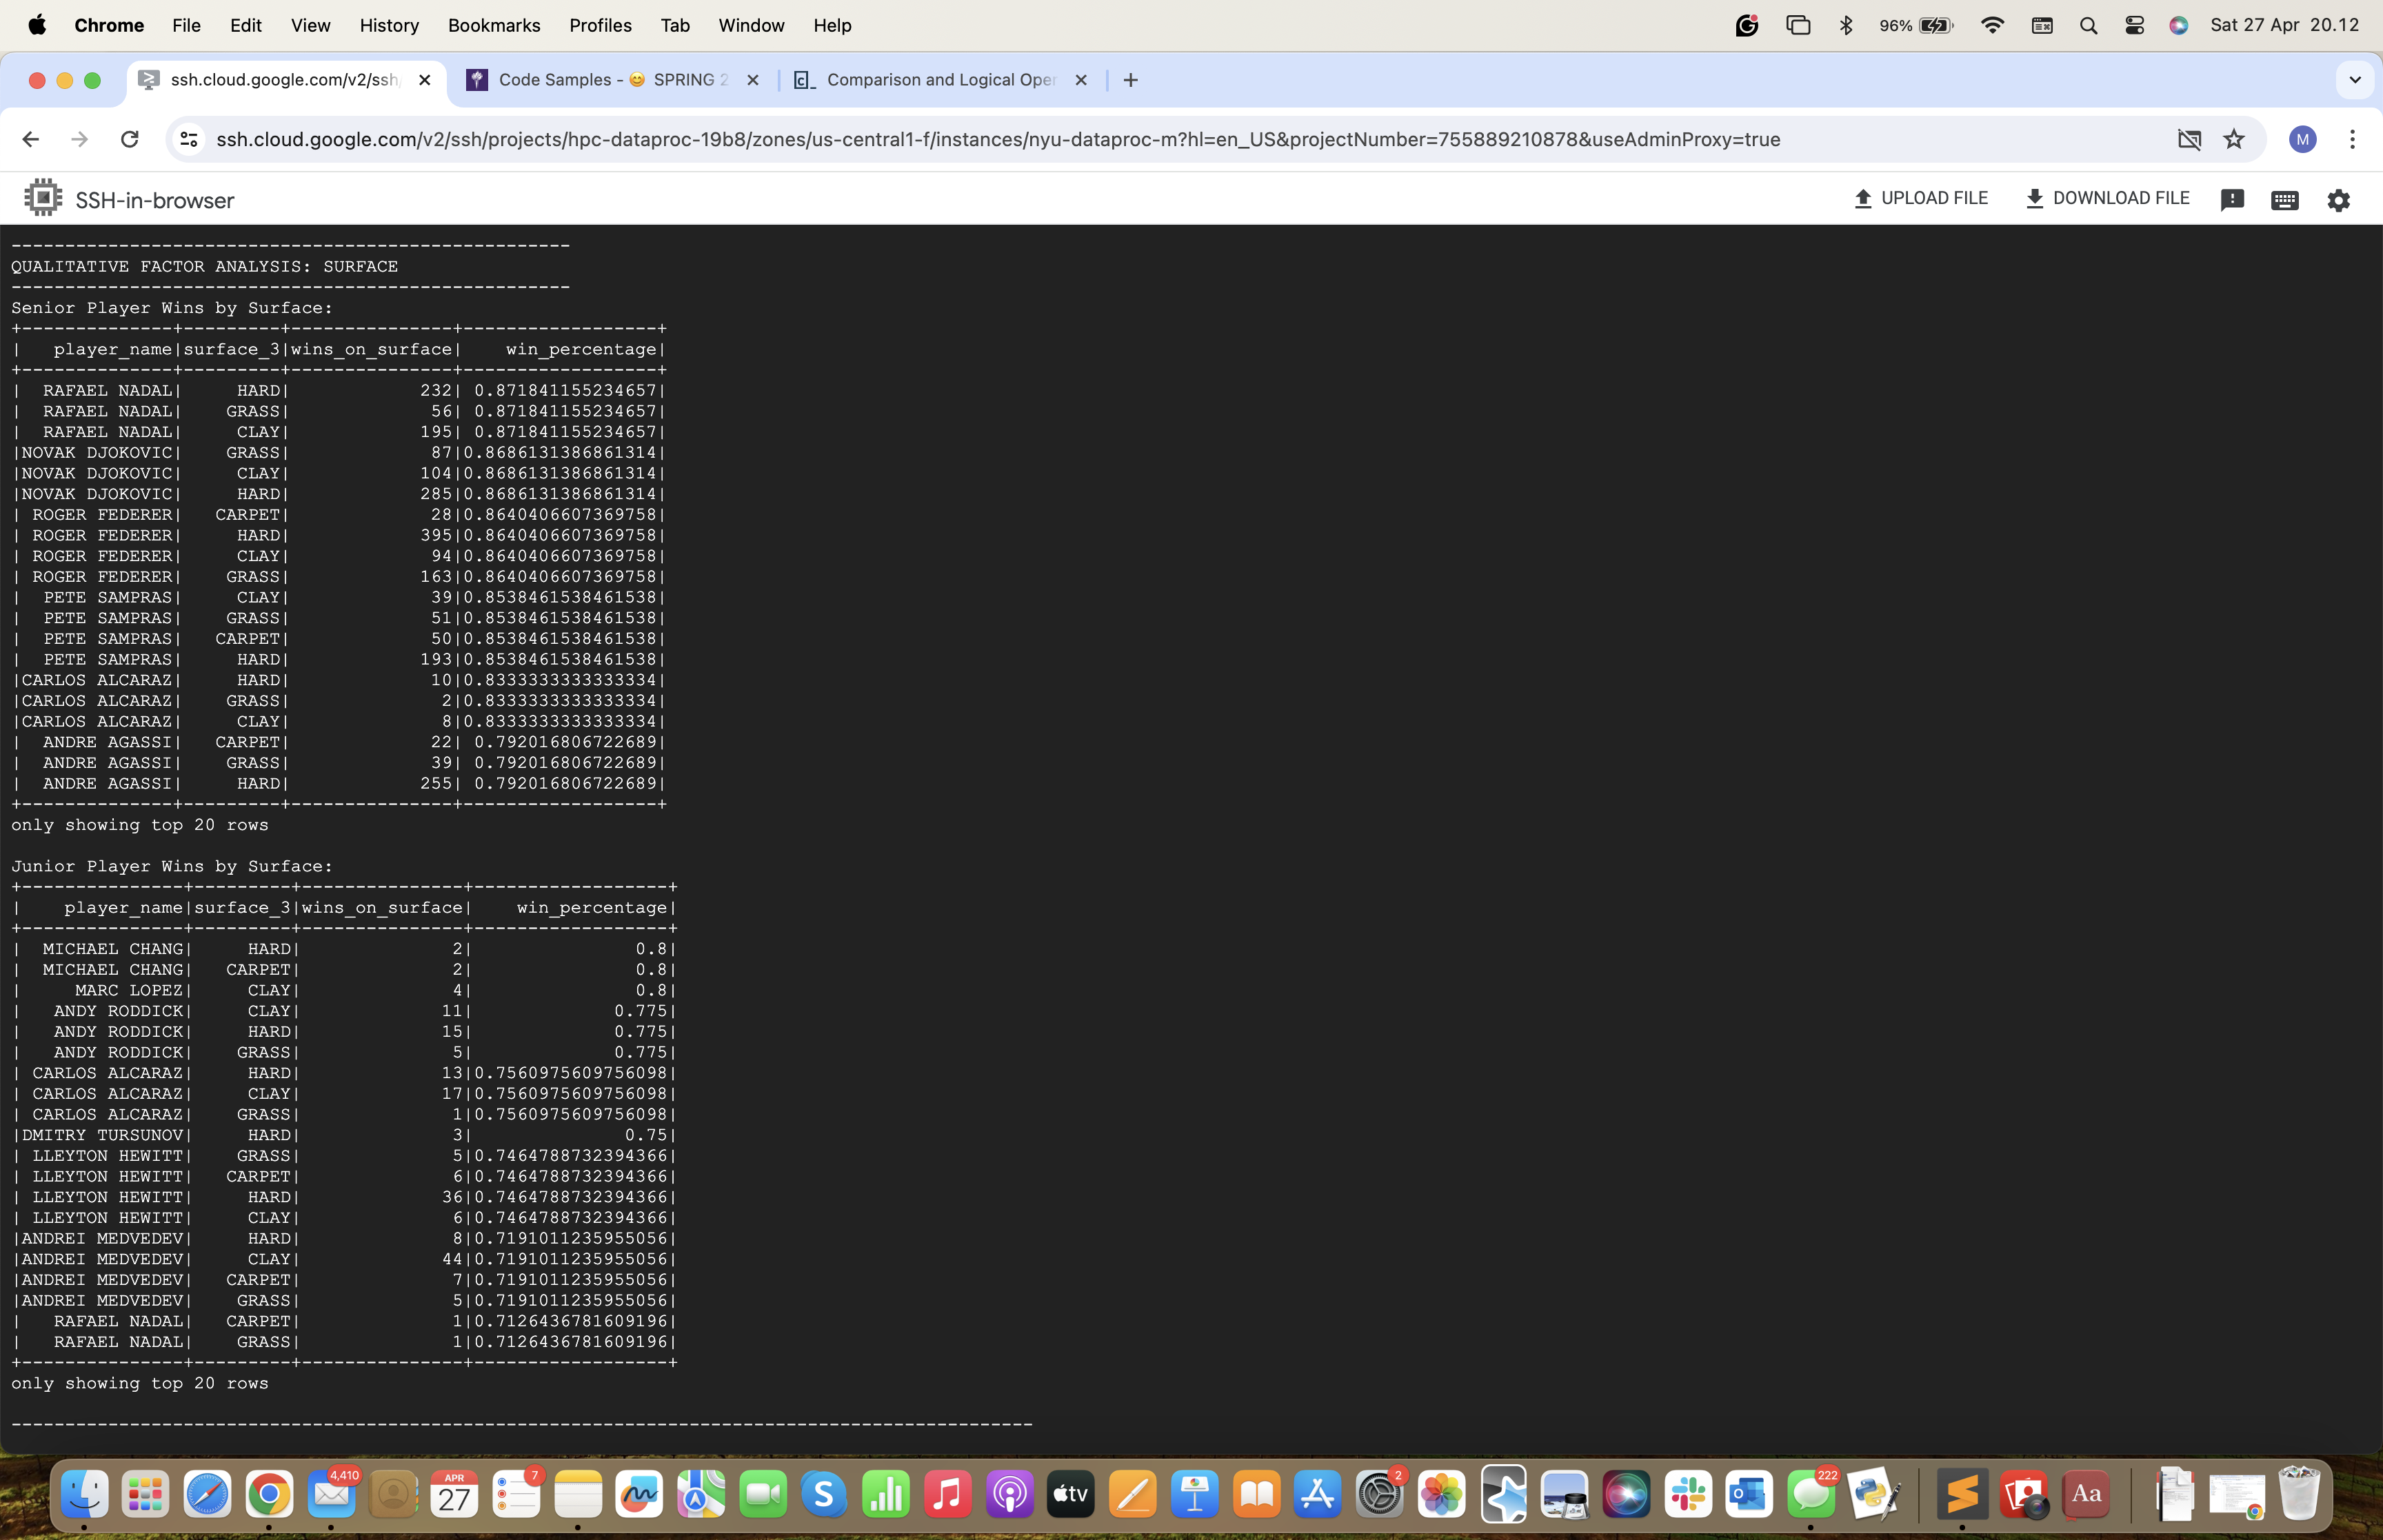 Chrome File Edit View History Bookmarks Profiles Tab Window Help 96% Sat 27 Apr 20.12
ssh.cloud.google.com/v2/ssh Code Samples - 😊 SPRING 2 Comparison and Logical Oper
ssh.cloud.google.com/v2/ssh/projects/hpc-dataproc-19b8/zones/us-central1-f/instances/nyu-dataproc-m?hl=en_US&projectNumber=755889210878&useAdminProxy=true M
SSH-in-browser UPLOAD FILE DOWNLOAD FILE
----------------------------------------------------
QUALITATIVE FACTOR ANALYSIS: SURFACE
----------------------------------------------------
Senior Player Wins by Surface:
+--------------+---------+---------------+------------------+
|   player_name|surface_3|wins_on_surface|    win_percentage|
+--------------+---------+---------------+------------------+
|  RAFAEL NADAL|     HARD|            232| 0.871841155234657|
|  RAFAEL NADAL|    GRASS|             56| 0.871841155234657|
|  RAFAEL NADAL|     CLAY|            195| 0.871841155234657|
|NOVAK DJOKOVIC|    GRASS|             87|0.8686131386861314|
|NOVAK DJOKOVIC|     CLAY|            104|0.8686131386861314|
|NOVAK DJOKOVIC|     HARD|            285|0.8686131386861314|
| ROGER FEDERER|   CARPET|             28|0.8640406607369758|
| ROGER FEDERER|     HARD|            395|0.8640406607369758|
| ROGER FEDERER|     CLAY|             94|0.8640406607369758|
| ROGER FEDERER|    GRASS|            163|0.8640406607369758|
|  PETE SAMPRAS|     CLAY|             39|0.8538461538461538|
|  PETE SAMPRAS|    GRASS|             51|0.8538461538461538|
|  PETE SAMPRAS|   CARPET|             50|0.8538461538461538|
|  PETE SAMPRAS|     HARD|            193|0.8538461538461538|
|CARLOS ALCARAZ|     HARD|             10|0.8333333333333334|
|CARLOS ALCARAZ|    GRASS|              2|0.8333333333333334|
|CARLOS ALCARAZ|     CLAY|              8|0.8333333333333334|
|  ANDRE AGASSI|   CARPET|             22| 0.792016806722689|
|  ANDRE AGASSI|    GRASS|             39| 0.792016806722689|
|  ANDRE AGASSI|     HARD|            255| 0.792016806722689|
+--------------+---------+---------------+------------------+
only showing top 20 rows
Junior Player Wins by Surface:
+---------------+---------+---------------+------------------+
|    player_name|surface_3|wins_on_surface|    win_percentage|
+---------------+---------+---------------+------------------+
|  MICHAEL CHANG|     HARD|              2|               0.8|
|  MICHAEL CHANG|   CARPET|              2|               0.8|
|     MARC LOPEZ|     CLAY|              4|               0.8|
|   ANDY RODDICK|     CLAY|             11|             0.775|
|   ANDY RODDICK|     HARD|             15|             0.775|
|   ANDY RODDICK|    GRASS|              5|             0.775|
| CARLOS ALCARAZ|     HARD|             13|0.7560975609756098|
| CARLOS ALCARAZ|     CLAY|             17|0.7560975609756098|
| CARLOS ALCARAZ|    GRASS|              1|0.7560975609756098|
|DMITRY TURSUNOV|     HARD|              3|              0.75|
| LLEYTON HEWITT|    GRASS|              5|0.7464788732394366|
| LLEYTON HEWITT|   CARPET|              6|0.7464788732394366|
| LLEYTON HEWITT|     HARD|             36|0.7464788732394366|
| LLEYTON HEWITT|     CLAY|              6|0.7464788732394366|
|ANDREI MEDVEDEV|     HARD|              8|0.7191011235955056|
|ANDREI MEDVEDEV|     CLAY|             44|0.7191011235955056|
|ANDREI MEDVEDEV|   CARPET|              7|0.7191011235955056|
|ANDREI MEDVEDEV|    GRASS|              5|0.7191011235955056|
|   RAFAEL NADAL|   CARPET|              1|0.7126436781609196|
|   RAFAEL NADAL|    GRASS|              1|0.7126436781609196|
+---------------+---------+---------------+------------------+
only showing top 20 rows
-----------------------------------------------------------------------------------------------
4,410 APR 27 7 S tv 2 222 Aa